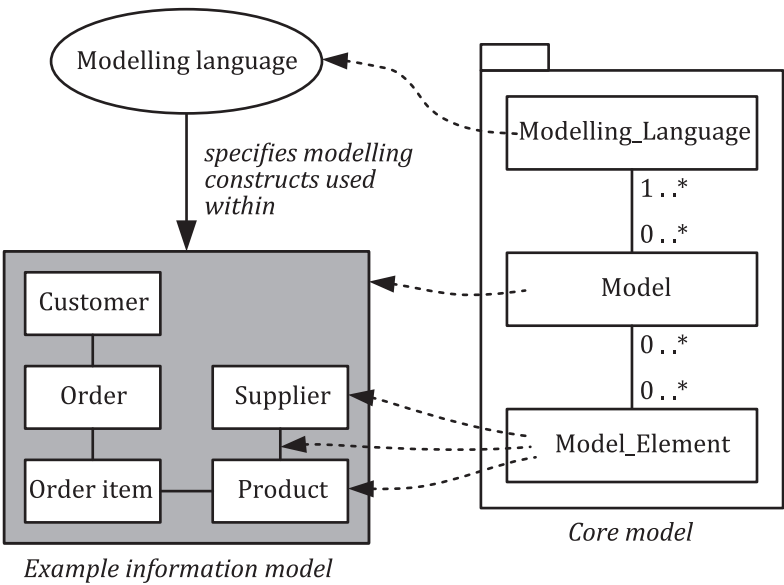 Modelling language
specifies modelling
constructs used
within
Customer
Order
Supplier
Order item
Product
Example information model
Modelling_Language
1 . . *
0 . . *
Model
0 . . *
0 . . *
Model_Element
Core model